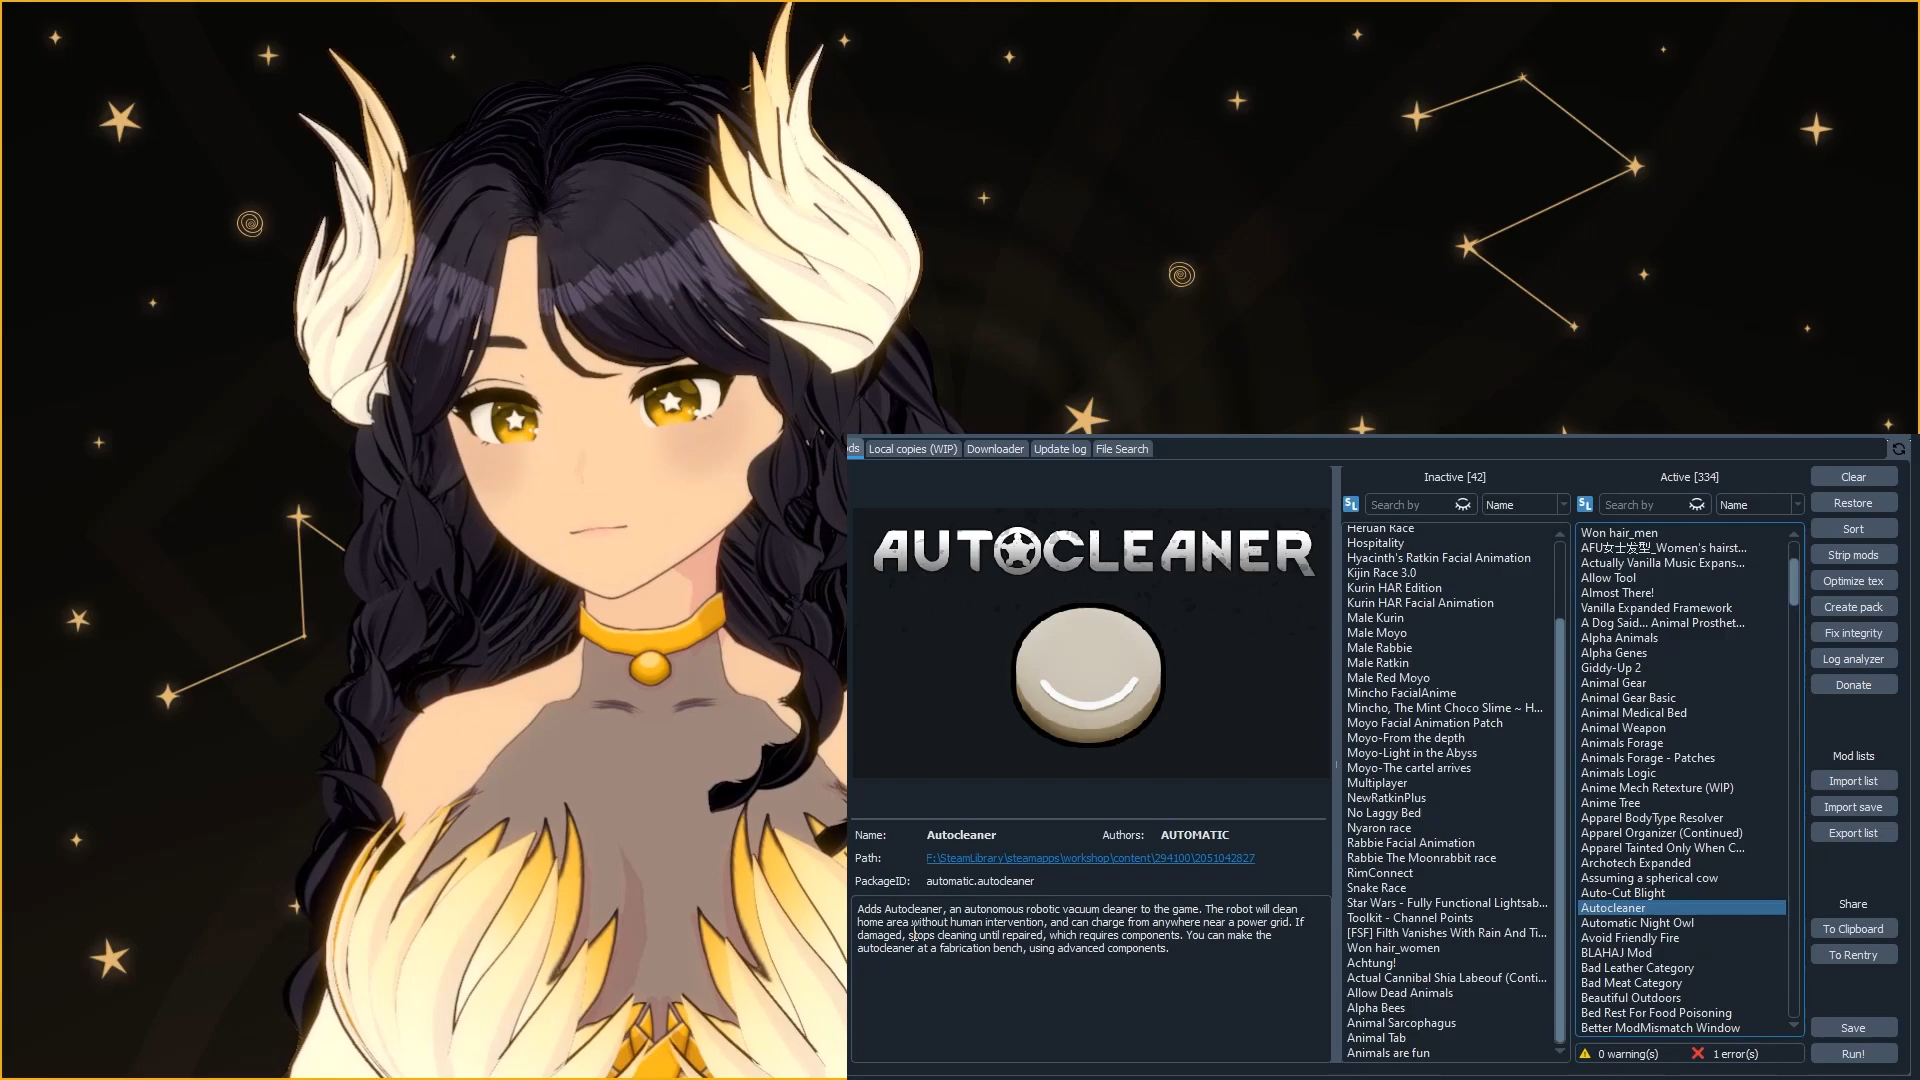 ds
Local copies (WIP)
Downloader
Update log
File Search
AUTOCLEANER
Name:
Autocleaner
Authors:
AUTOMATIC
Path:
F:\SteamLibrary\steamapps\workshop\content\294100\2051042827
PackageID:
automatic.autocleaner
Adds Autocleaner, an autonomous robotic vacuum cleaner to the game. The robot will clean
home area without human intervention, and can charge from anywhere near a power grid. If
damaged, stops cleaning until repaired, which requires components. You can make the
autocleaner at a fabrication bench, using advanced components.
Inactive [42]
SL
Search by
Name
Heruan Race
Hospitality
Hyacinth's Ratkin Facial Animation
Kijin Race 3.0
Kurin HAR Edition
Kurin HAR Facial Animation
Male Kurin
Male Moyo
Male Rabbie
Male Ratkin
Male Red Moyo
Mincho FacialAnime
Mincho, The Mint Choco Slime ~ H...
Moyo Facial Animation Patch
Moyo-From the depth
Moyo-Light in the Abyss
Moyo-The cartel arrives
Multiplayer
NewRatkinPlus
No Laggy Bed
Nyaron race
Rabbie Facial Animation
Rabbie The Moonrabbit race
RimConnect
Snake Race
Star Wars - Fully Functional Lightsab...
Toolkit - Channel Points
[FSF] Filth Vanishes With Rain And Ti...
Won hair_women
Achtung!
Actual Cannibal Shia Labeouf (Conti...
Allow Dead Animals
Alpha Bees
Animal Sarcophagus
Animal Tab
Animals are fun
Active [334]
SL
Search by
Name
Won hair_men
AFU女士发型_Women's hairst...
Actually Vanilla Music Expans...
Allow Tool
Almost There!
Vanilla Expanded Framework
A Dog Said... Animal Prosthet...
Alpha Animals
Alpha Genes
Giddy-Up 2
Animal Gear
Animal Gear Basic
Animal Medical Bed
Animal Weapon
Animals Forage
Animals Forage - Patches
Animals Logic
Anime Mech Retexture (WIP)
Anime Tree
Apparel BodyType Resolver
Apparel Organizer (Continued)
Apparel Tainted Only When C...
Archotech Expanded
Assuming a spherical cow
Auto-Cut Blight
Autocleaner
Automatic Night Owl
Avoid Friendly Fire
BLAHAJ Mod
Bad Leather Category
Bad Meat Category
Beautiful Outdoors
Bed Rest For Food Poisoning
Better ModMismatch Window
0 warning(s)
1 error(s)
Clear
Restore
Sort
Strip mods
Optimize tex
Create pack
Fix integrity
Log analyzer
Donate
Mod lists
Import list
Import save
Export list
Share
To Clipboard
To Rentry
Save
Run!